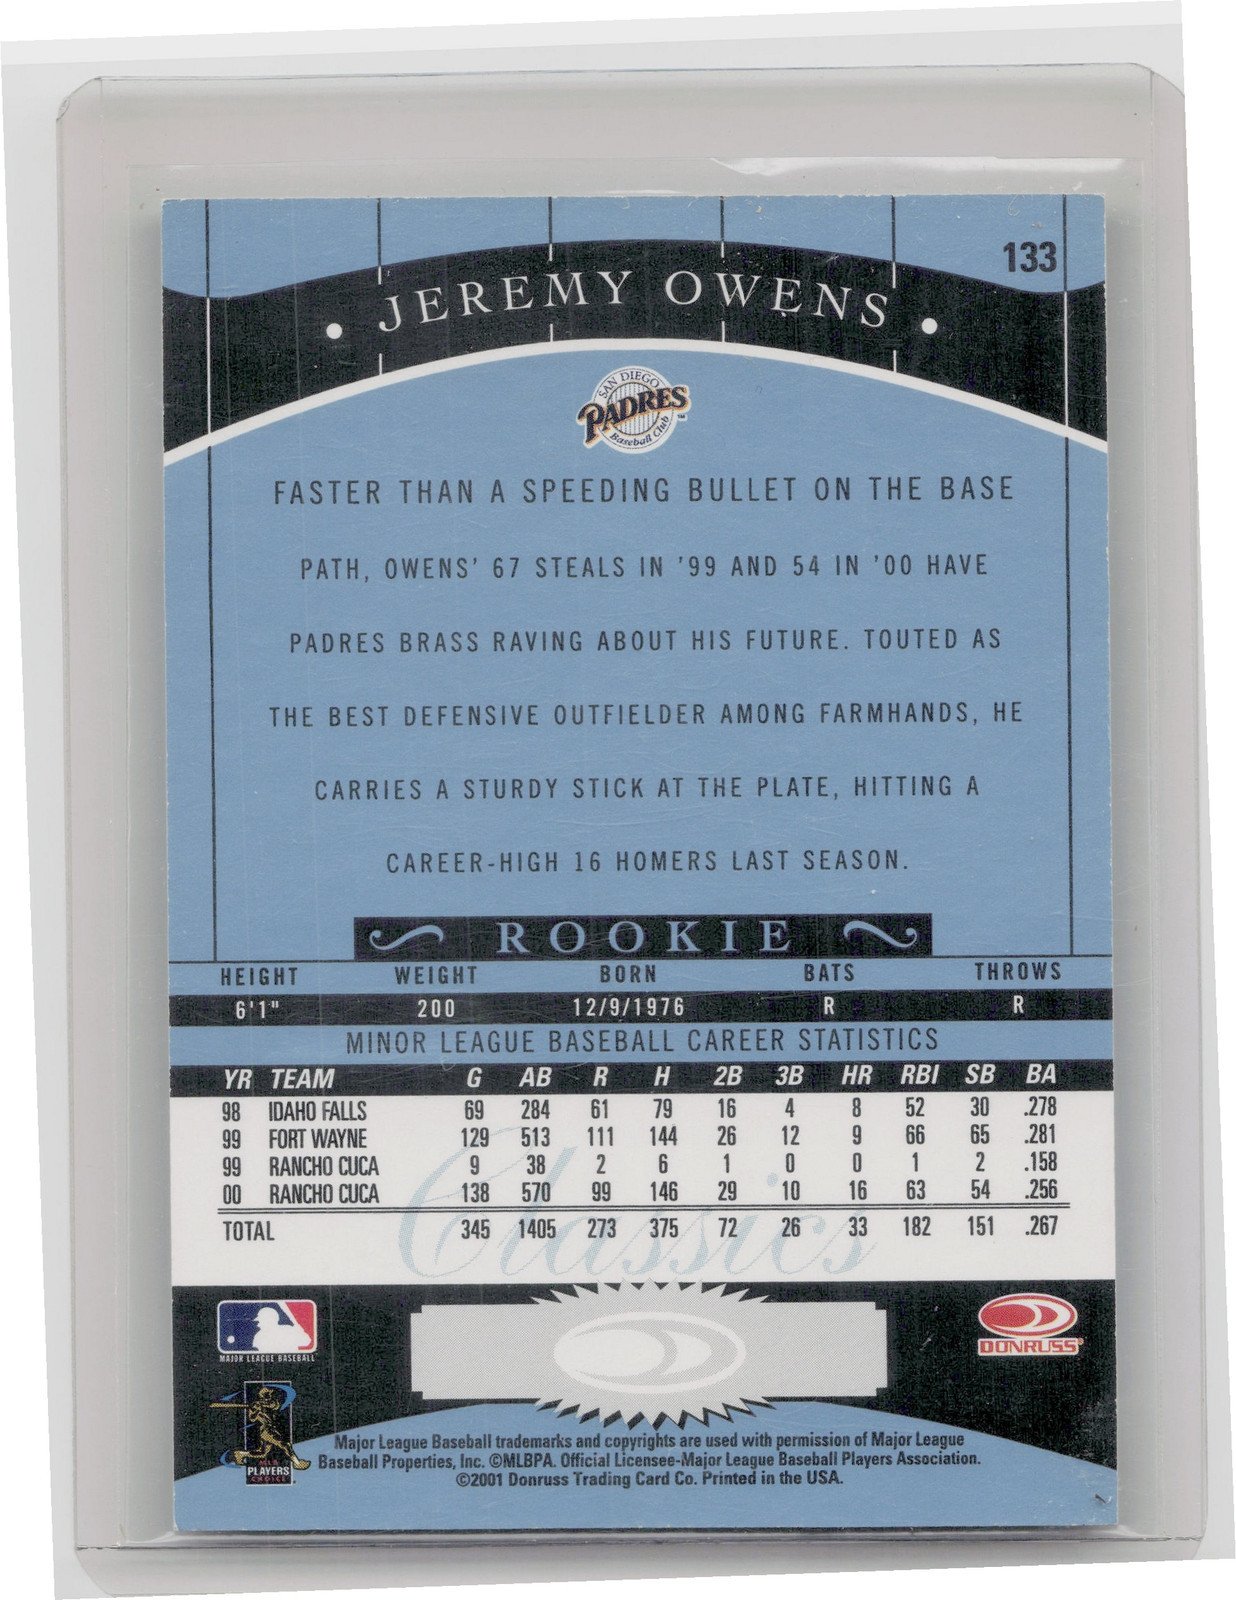 133
JEREMY OWENS
SAN DIEGO
PADRES
Baseball Club
FASTER THAN A SPEEDING BULLET ON THE BASE
PATH, OWENS' 67 STEALS IN '99 AND 54 IN '00 HAVE
PADRES BRASS RAVING ABOUT HIS FUTURE. TOUTED AS
THE BEST DEFENSIVE OUTFIELDER AMONG FARMHANDS, HE
CARRIES A STURDY STICK AT THE PLATE, HITTING A
CAREER-HIGH 16 HOMERS LAST SEASON.
ROOKIE
HEIGHT WEIGHT BORN BATS THROWS
6'1" 200 12/9/1976 R R
MINOR LEAGUE BASEBALL CAREER STATISTICS
YR TEAM G AB R H 2B 3B HR RBI SB BA
98 IDAHO FALLS 69 284 61 79 16 4 8 52 30 .278
99 FORT WAYNE 129 513 111 144 26 12 9 66 65 .281
99 RANCHO CUCA 9 38 2 6 1 0 0 1 2 .158
00 RANCHO CUCA 138 570 99 146 29 10 16 63 54 .256
TOTAL 345 1405 273 375 72 26 33 182 151 .267
Classics
MAJOR LEAGUE BASEBALL
DONRUSS
MLB
PLAYERS
CHOICE
Major League Baseball trademarks and copyrights are used with permission of Major League
Baseball Properties, Inc. ©MLBPA. Official Licensee-Major League Baseball Players Association.
©2001 Donruss Trading Card Co. Printed in the USA.